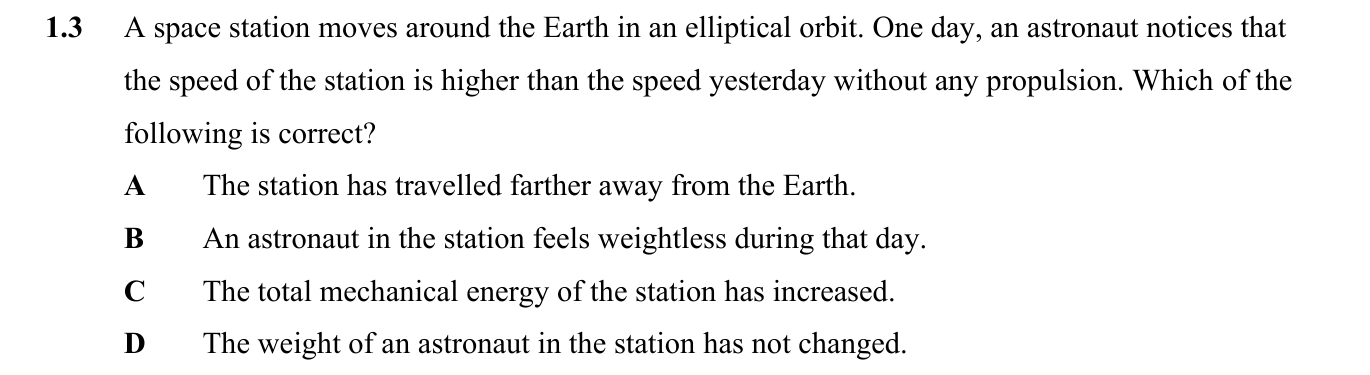 1.3 A space station moves around the Earth in an elliptical orbit. One day, an astronaut notices that
the speed of the station is higher than the speed yesterday without any propulsion. Which of the
following is correct?
A The station has travelled farther away from the Earth.
B An astronaut in the station feels weightless during that day.
C The total mechanical energy of the station has increased.
D The weight of an astronaut in the station has not changed.